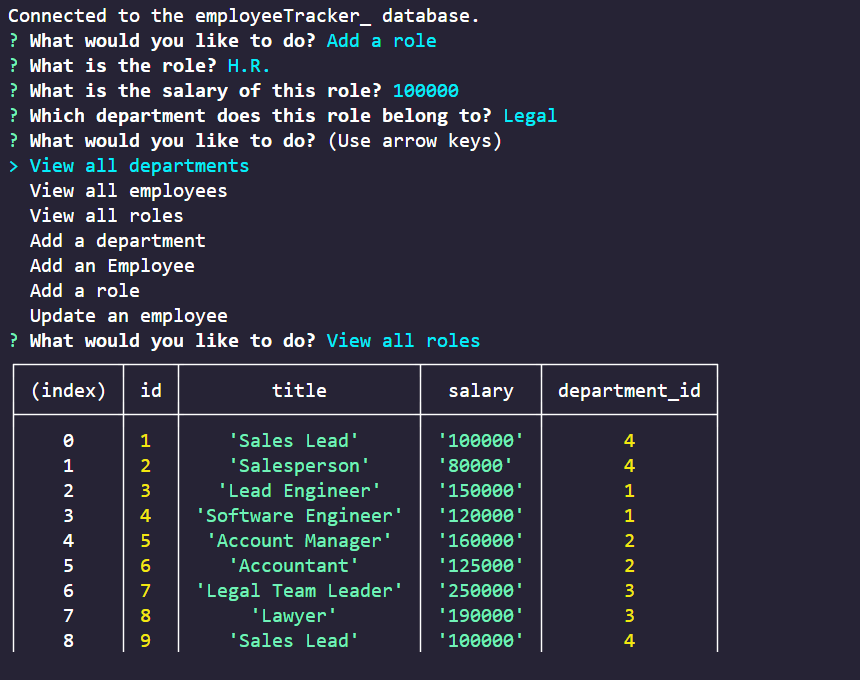 Connected to the employeeTracker_ database.
? What would you like to do? Add a role
? What is the role? H.R.
? What is the salary of this role? 100000
? Which department does this role belong to? Legal
? What would you like to do? (Use arrow keys)
> View all departments
View all employees
View all roles
Add a department
Add an Employee
Add a role
Update an employee
? What would you like to do? View all roles
(index) id title salary department_id
0 1 'Sales Lead' '100000' 4
1 2 'Salesperson' '80000' 4
2 3 'Lead Engineer' '150000' 1
3 4 'Software Engineer' '120000' 1
4 5 'Account Manager' '160000' 2
5 6 'Accountant' '125000' 2
6 7 'Legal Team Leader' '250000' 3
7 8 'Lawyer' '190000' 3
8 9 'Sales Lead' '100000' 4